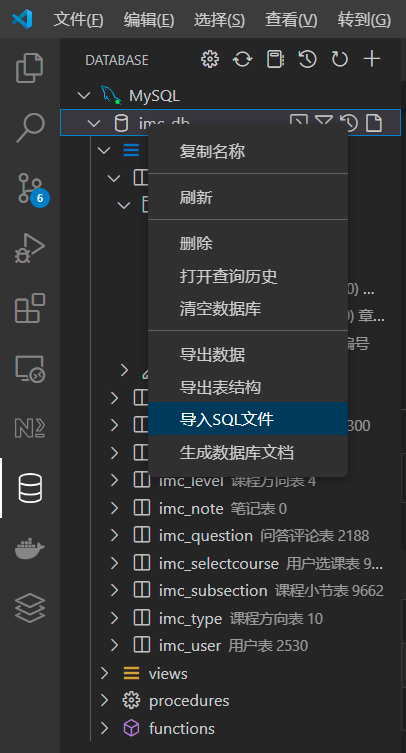 文件(F) 编辑(E) 选择(S) 查看(V) 转到(G)
DATABASE
MySQL
imc_db
复制名称
刷新
删除
打开查询历史
0) ...
清空数据库
0) 章...
编号
导出数据
导出表结构
导入SQL文件
300
生成数据库文档
imc_level 课程方向表 4
imc_note 笔记表 0
imc_question 问答评论表 2188
imc_selectcourse 用户选课表 9...
imc_subsection 课程小节表 9662
imc_type 课程方向表 10
imc_user 用户表 2530
views
procedures
functions
6